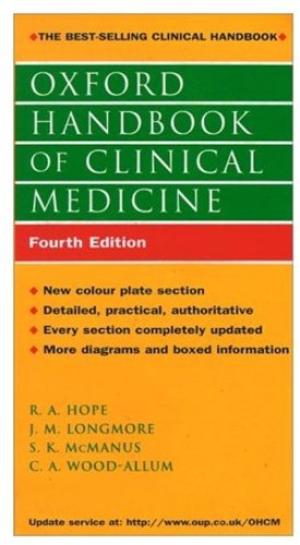 ◆THE BEST-SELLING CLINICAL HANDBOOK◆
OXFORD
HANDBOOK
OF CLINICAL
MEDICINE
Fourth Edition
◆ New colour plate section
◆ Detailed, practical, authoritative
◆ Every section completely updated
◆ More diagrams and boxed information
R. A. HOPE
J. M. LONGMORE
S. K. McMANUS
C. A. WOOD-ALLUM
Update service at: http://www.oup.co.uk/OHCM